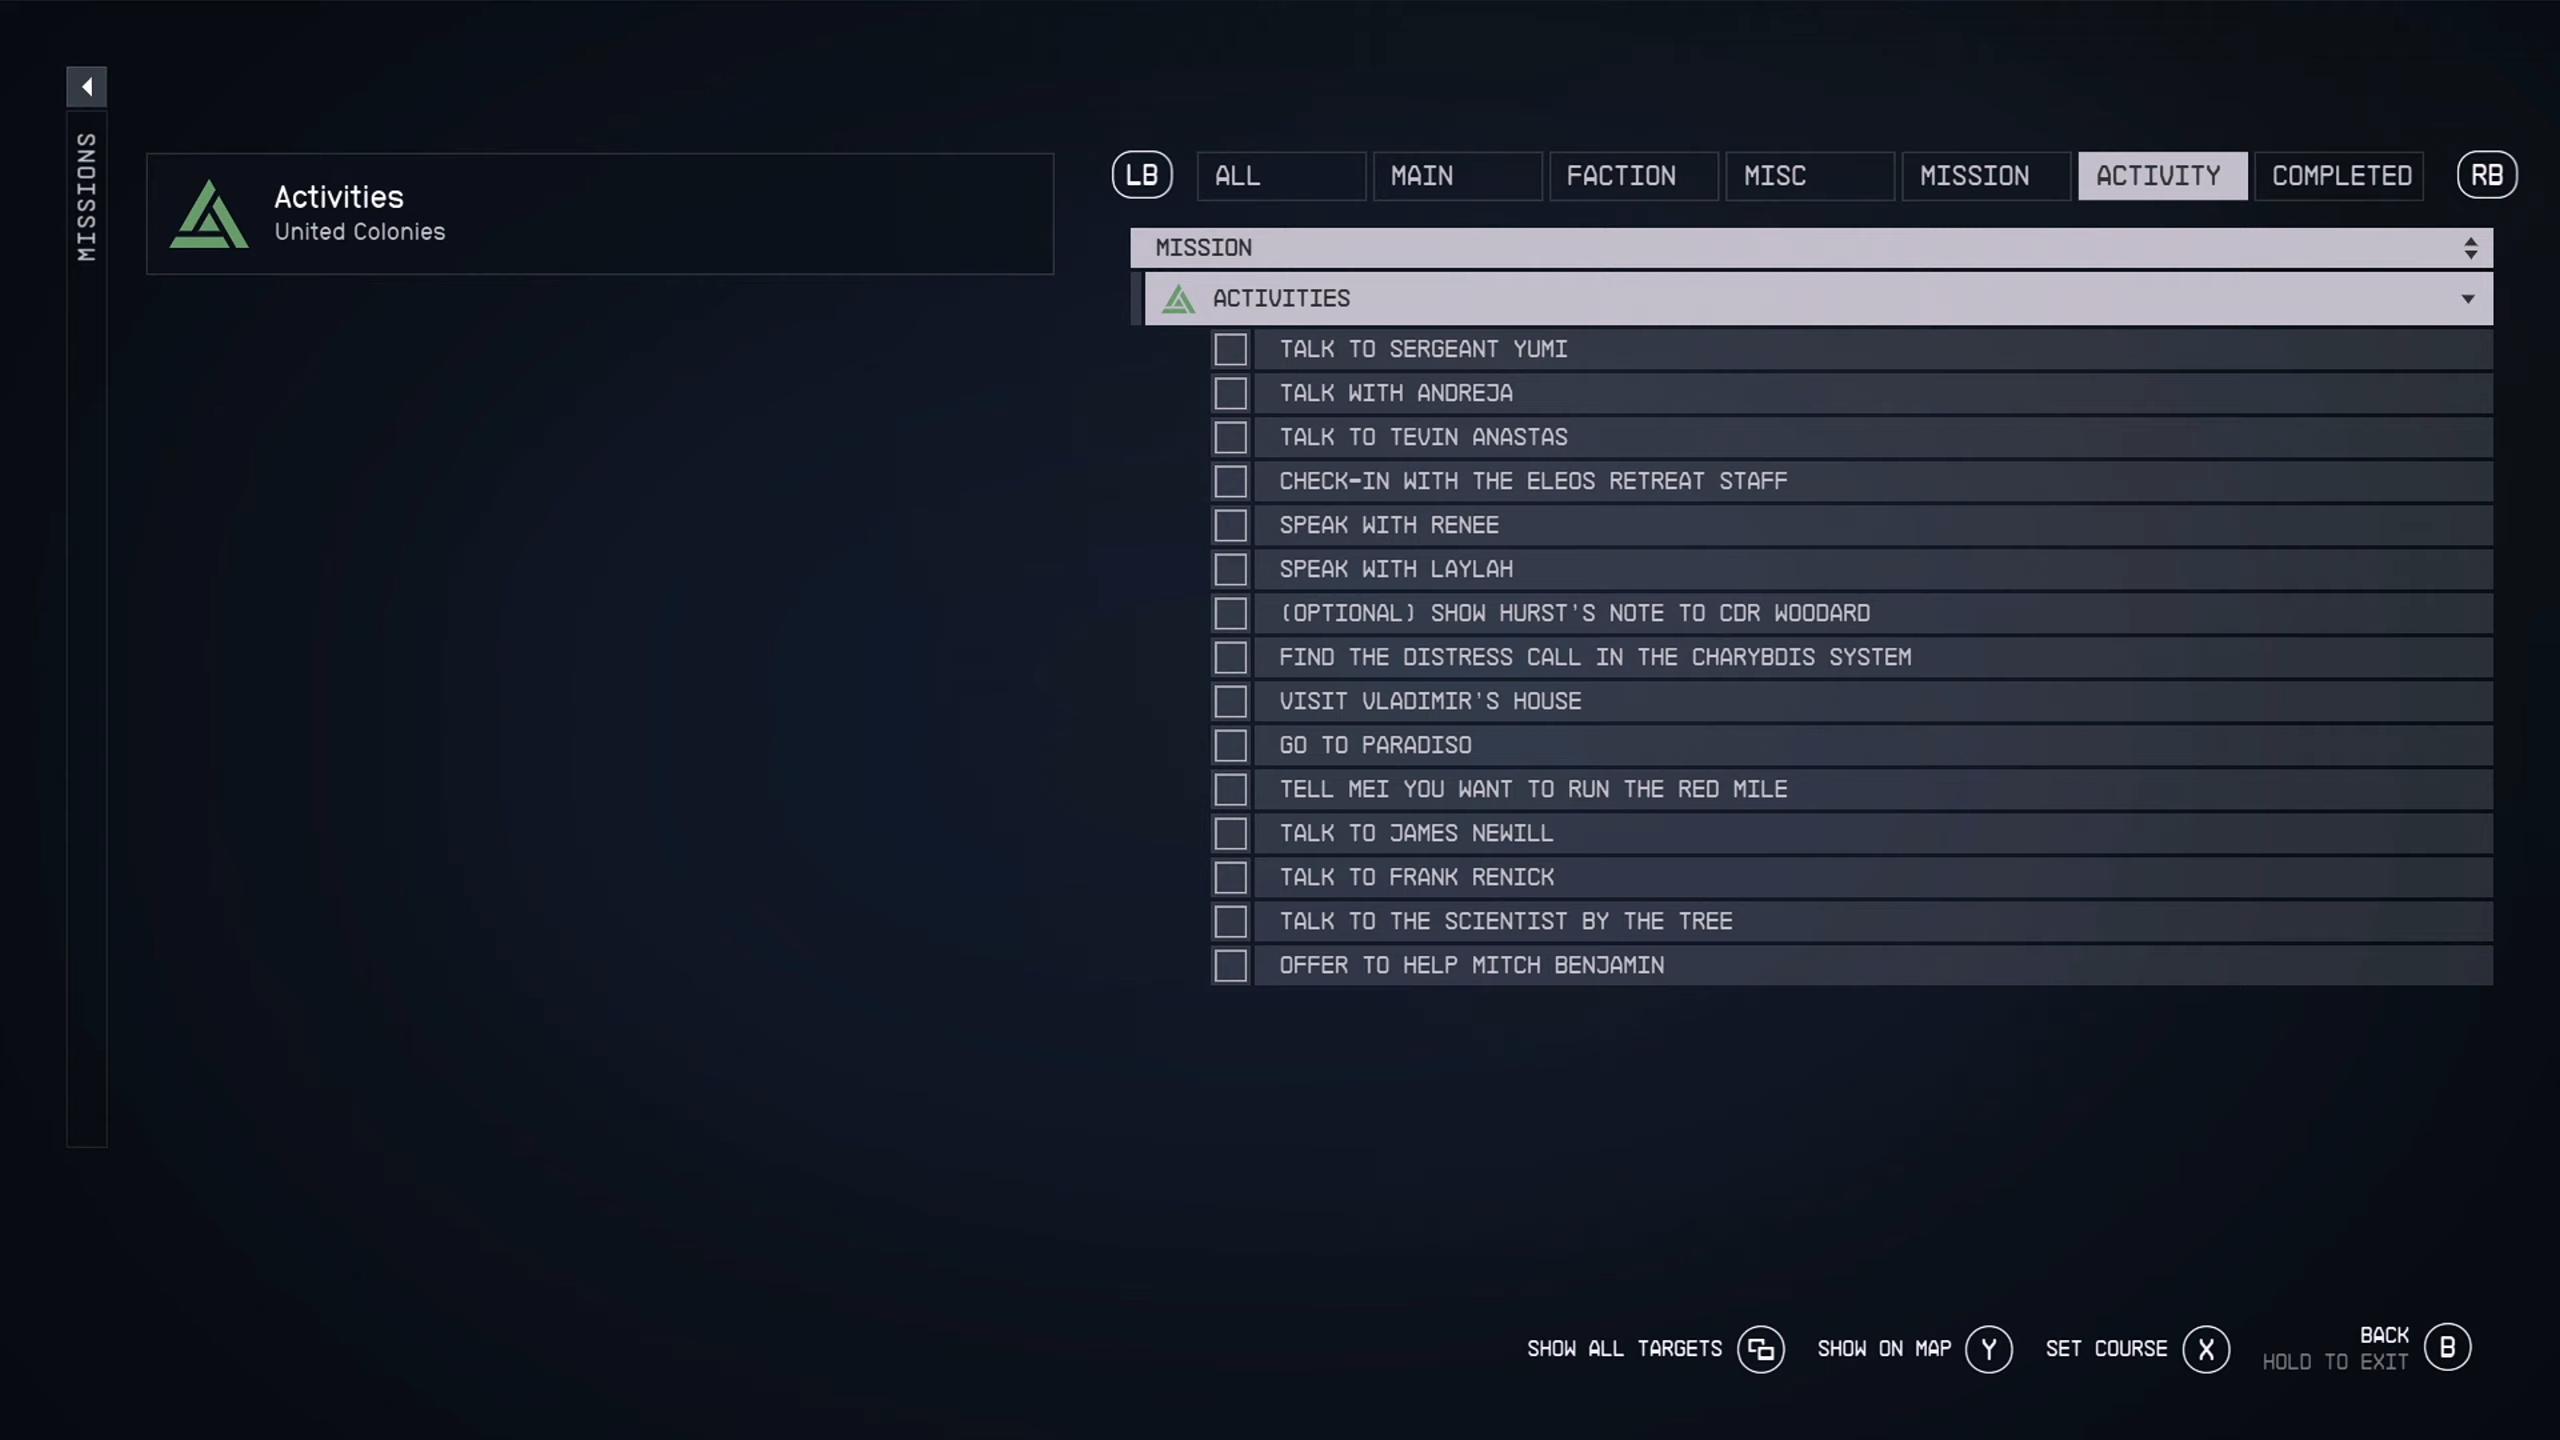 MISSIONS
Activities
United Colonies
LB
ALL
MAIN
FACTION
MISC
MISSION
ACTIVITY
COMPLETED
RB
MISSION
ACTIVITIES
TALK TO SERGEANT YUMI
TALK WITH ANDREJA
TALK TO TEVIN ANASTAS
CHECK-IN WITH THE ELEOS RETREAT STAFF
SPEAK WITH RENEE
SPEAK WITH LAYLAH
(OPTIONAL) SHOW HURST'S NOTE TO CDR WOODARD
FIND THE DISTRESS CALL IN THE CHARYBDIS SYSTEM
VISIT VLADIMIR'S HOUSE
GO TO PARADISO
TELL MEI YOU WANT TO RUN THE RED MILE
TALK TO JAMES NEWILL
TALK TO FRANK RENICK
TALK TO THE SCIENTIST BY THE TREE
OFFER TO HELP MITCH BENJAMIN
SHOW ALL TARGETS
SHOW ON MAP Y
SET COURSE X
BACK B
HOLD TO EXIT